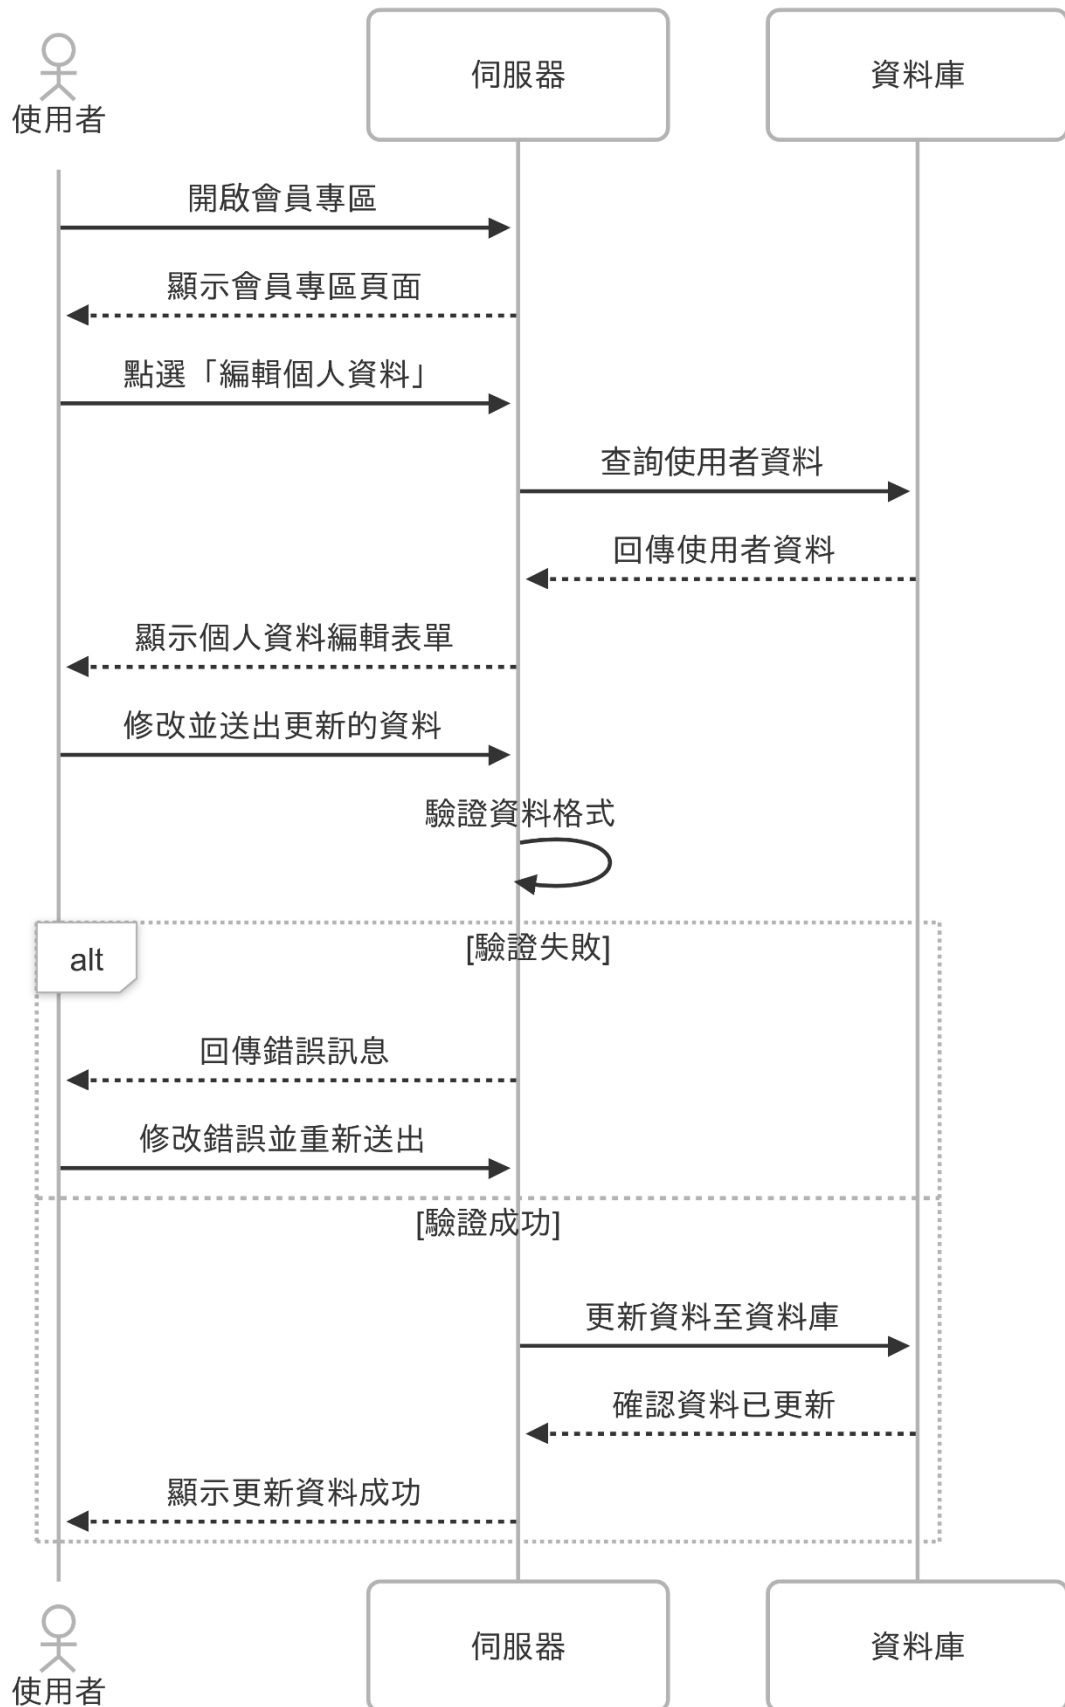 使用者
伺服器
資料庫
開啟會員專區
顯示會員專區頁面
點選「編輯個人資料」
查詢使用者資料
回傳使用者資料
顯示個人資料編輯表單
修改並送出更新的資料
驗證資料格式
alt
[驗證失敗]
回傳錯誤訊息
修改錯誤並重新送出
[驗證成功]
更新資料至資料庫
確認資料已更新
顯示更新資料成功
使用者
伺服器
資料庫